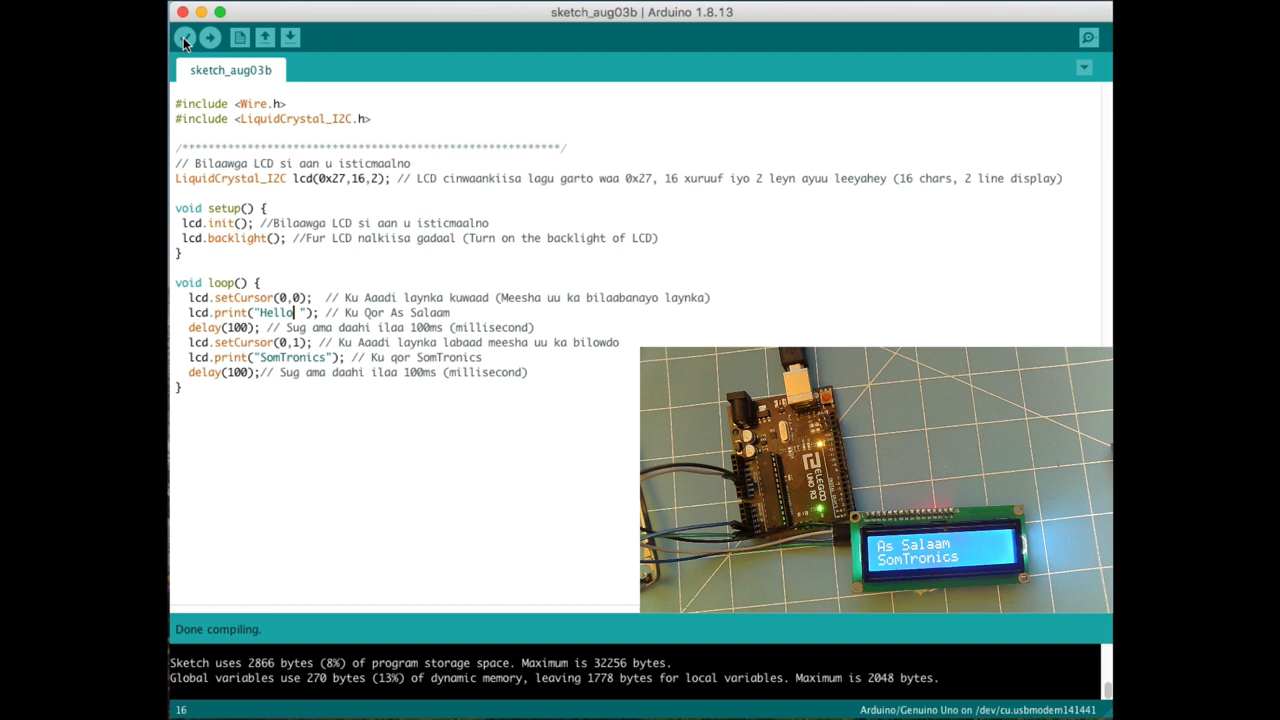 sketch_aug03b | Arduino 1.8.13
sketch_aug03b
#include <Wire.h>
#include <LiquidCrystal_I2C.h>
/**********************************************************/
// Bilaawga LCD si aan u isticmaalno
LiquidCrystal_I2C lcd(0x27,16,2); // LCD cinwaankiisa lagu garto waa 0x27, 16 xuruuf iyo 2 leyn ayuu leeyahey (16 chars, 2 line display)
void setup() {
lcd.init(); //Bilaawga LCD si aan u isticmaalno
lcd.backlight(); //Fur LCD nalkiisa gadaal (Turn on the backlight of LCD)
}
void loop() {
lcd.setCursor(0,0); // Ku Aaadi laynka kuwaad (Meesha uu ka bilaabanayo laynka)
lcd.print("Hello "); // Ku Qor As Salaam
delay(100); // Sug ama daahi ilaa 100ms (millisecond)
lcd.setCursor(0,1); // Ku Aaadi laynka labaad meesha uu ka bilowdo
lcd.print("SomTronics"); // Ku qor SomTronics
delay(100);// Sug ama daahi ilaa 100ms (millisecond)
}
ELEGOO
UNO R3
As Salaam
SomTronics
Done compiling.
Sketch uses 2866 bytes (8%) of program storage space. Maximum is 32256 bytes.
Global variables use 270 bytes (13%) of dynamic memory, leaving 1778 bytes for local variables. Maximum is 2048 bytes.
16
Arduino/Genuino Uno on /dev/cu.usbmodem141441